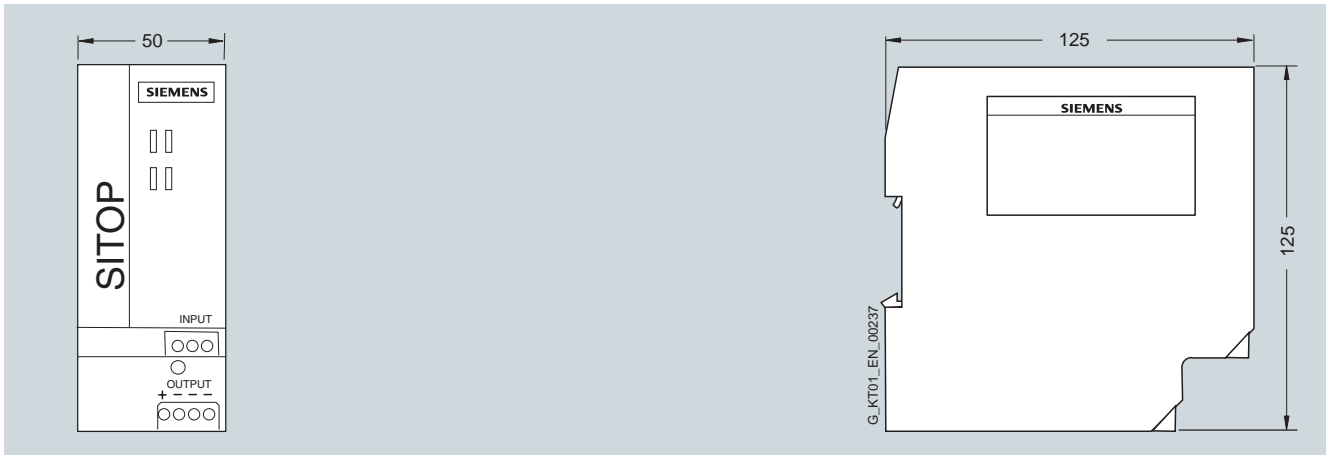 50
SIEMENS
SITOP
INPUT
OUTPUT
+ - - -
125
SIEMENS
125
G_KT01_EN_00237